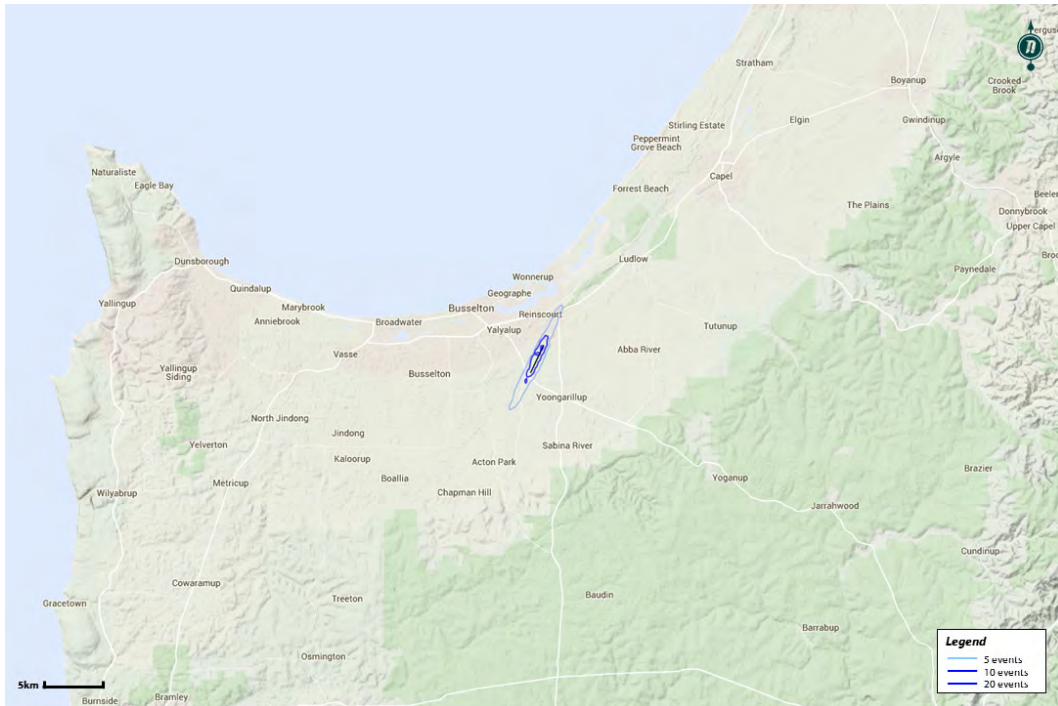 Fergus
n
Stratham
Boyanup
Crooked
Brook
Elgin
Gwindinup
Stirling Estate
Peppermint
Grove Beach
Argyle
Naturaliste
Capel
Eagle Bay
Forrest Beach
Beeler
The Plains
Donnybrook
Upper Capel
Dunsborough
Ludlow
Broo
Paynedale
Wonnerup
Quindalup
Geographe
Yallingup
Marybrook
Busselton
Reinscourt
Anniebrook
Broadwater
Yalyalup
Tutunup
Vasse
Abba River
Yallingup
Siding
Busselton
Yoongarillup
North Jindong
Jindong
Yelverton
Sabina River
Kaloorup
Acton Park
Brazier
Metricup
Boallia
Yoganup
Wilyabrup
Chapman Hill
Jarrahwood
Cundinup
Cowaramup
Baudin
Treeton
Gracetown
Barrabup
Legend
Osmington
5 events
10 events
20 events
5km
Bramley
Burnside